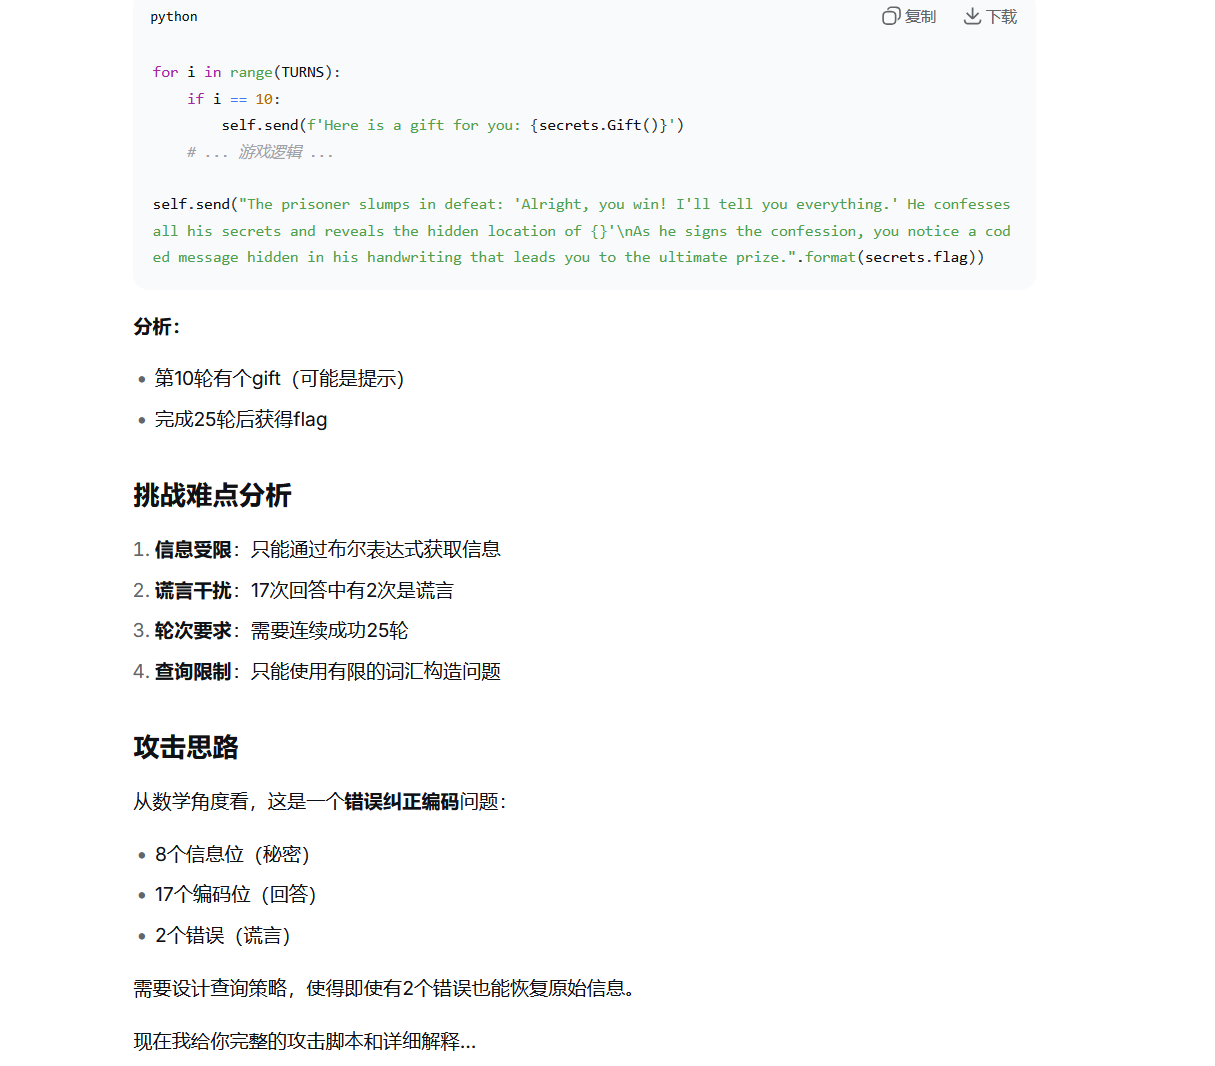 python
复制 下载
for i in range(TURNS):
    if i == 10:
        self.send(f'Here is a gift for you: {secrets.Gift()}')
    # ... 游戏逻辑 ...
self.send("The prisoner slumps in defeat: 'Alright, you win! I'll tell you everything.' He confesses
all his secrets and reveals the hidden location of {}'\nAs he signs the confession, you notice a cod
ed message hidden in his handwriting that leads you to the ultimate prize.".format(secrets.flag))
分析：
• 第10轮有个gift（可能是提示）
• 完成25轮后获得flag
挑战难点分析
1. 信息受限：只能通过布尔表达式获取信息
2. 谎言干扰：17次回答中有2次是谎言
3. 轮次要求：需要连续成功25轮
4. 查询限制：只能使用有限的词汇构造问题
攻击思路
从数学角度看，这是一个错误纠正编码问题：
• 8个信息位（秘密）
• 17个编码位（回答）
• 2个错误（谎言）
需要设计查询策略，使得即使有2个错误也能恢复原始信息。
现在我给你完整的攻击脚本和详细解释...